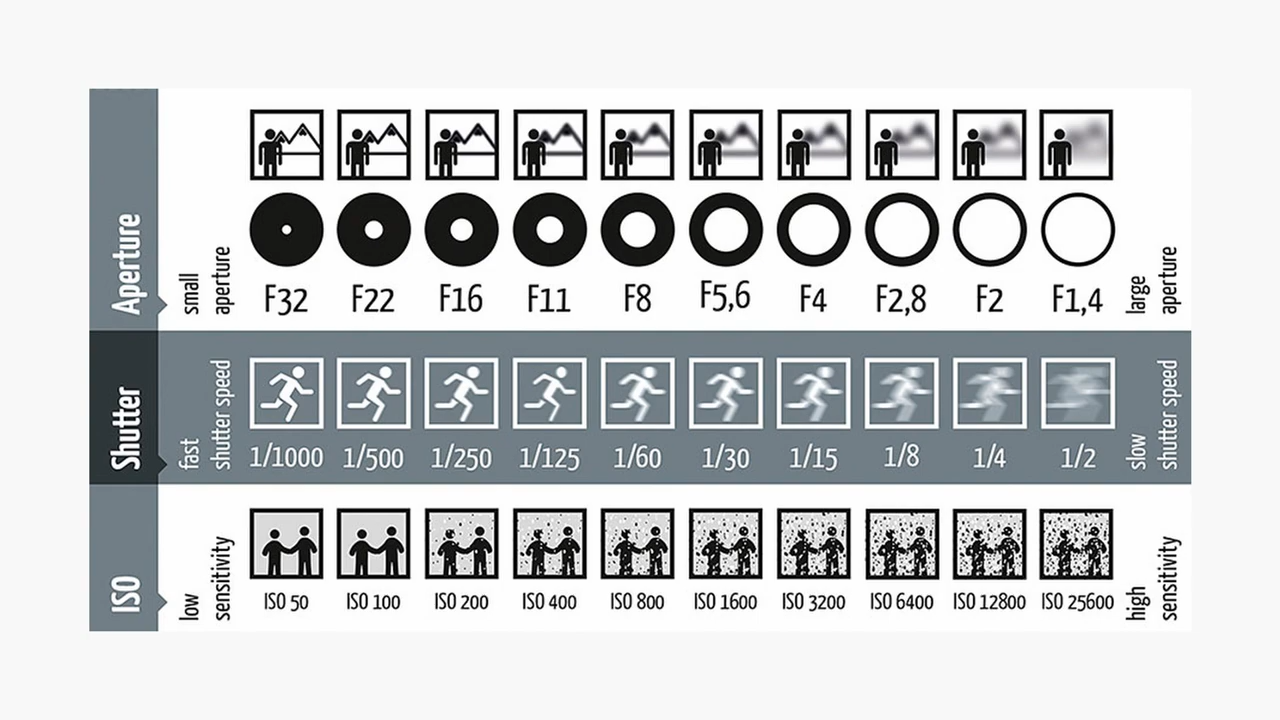 Aperture
small
aperture
F32 F22 F16 F11 F8 F5,6 F4 F2,8 F2 F1,4
large
aperture
Shutter
fast
shutter speed
1/1000 1/500 1/250 1/125 1/60 1/30 1/15 1/8 1/4 1/2
slow
shutter speed
ISO
low
sensitivity
ISO 50 ISO 100 ISO 200 ISO 400 ISO 800 ISO 1600 ISO 3200 ISO 6400 ISO 12800 ISO 25600
high
sensitivity